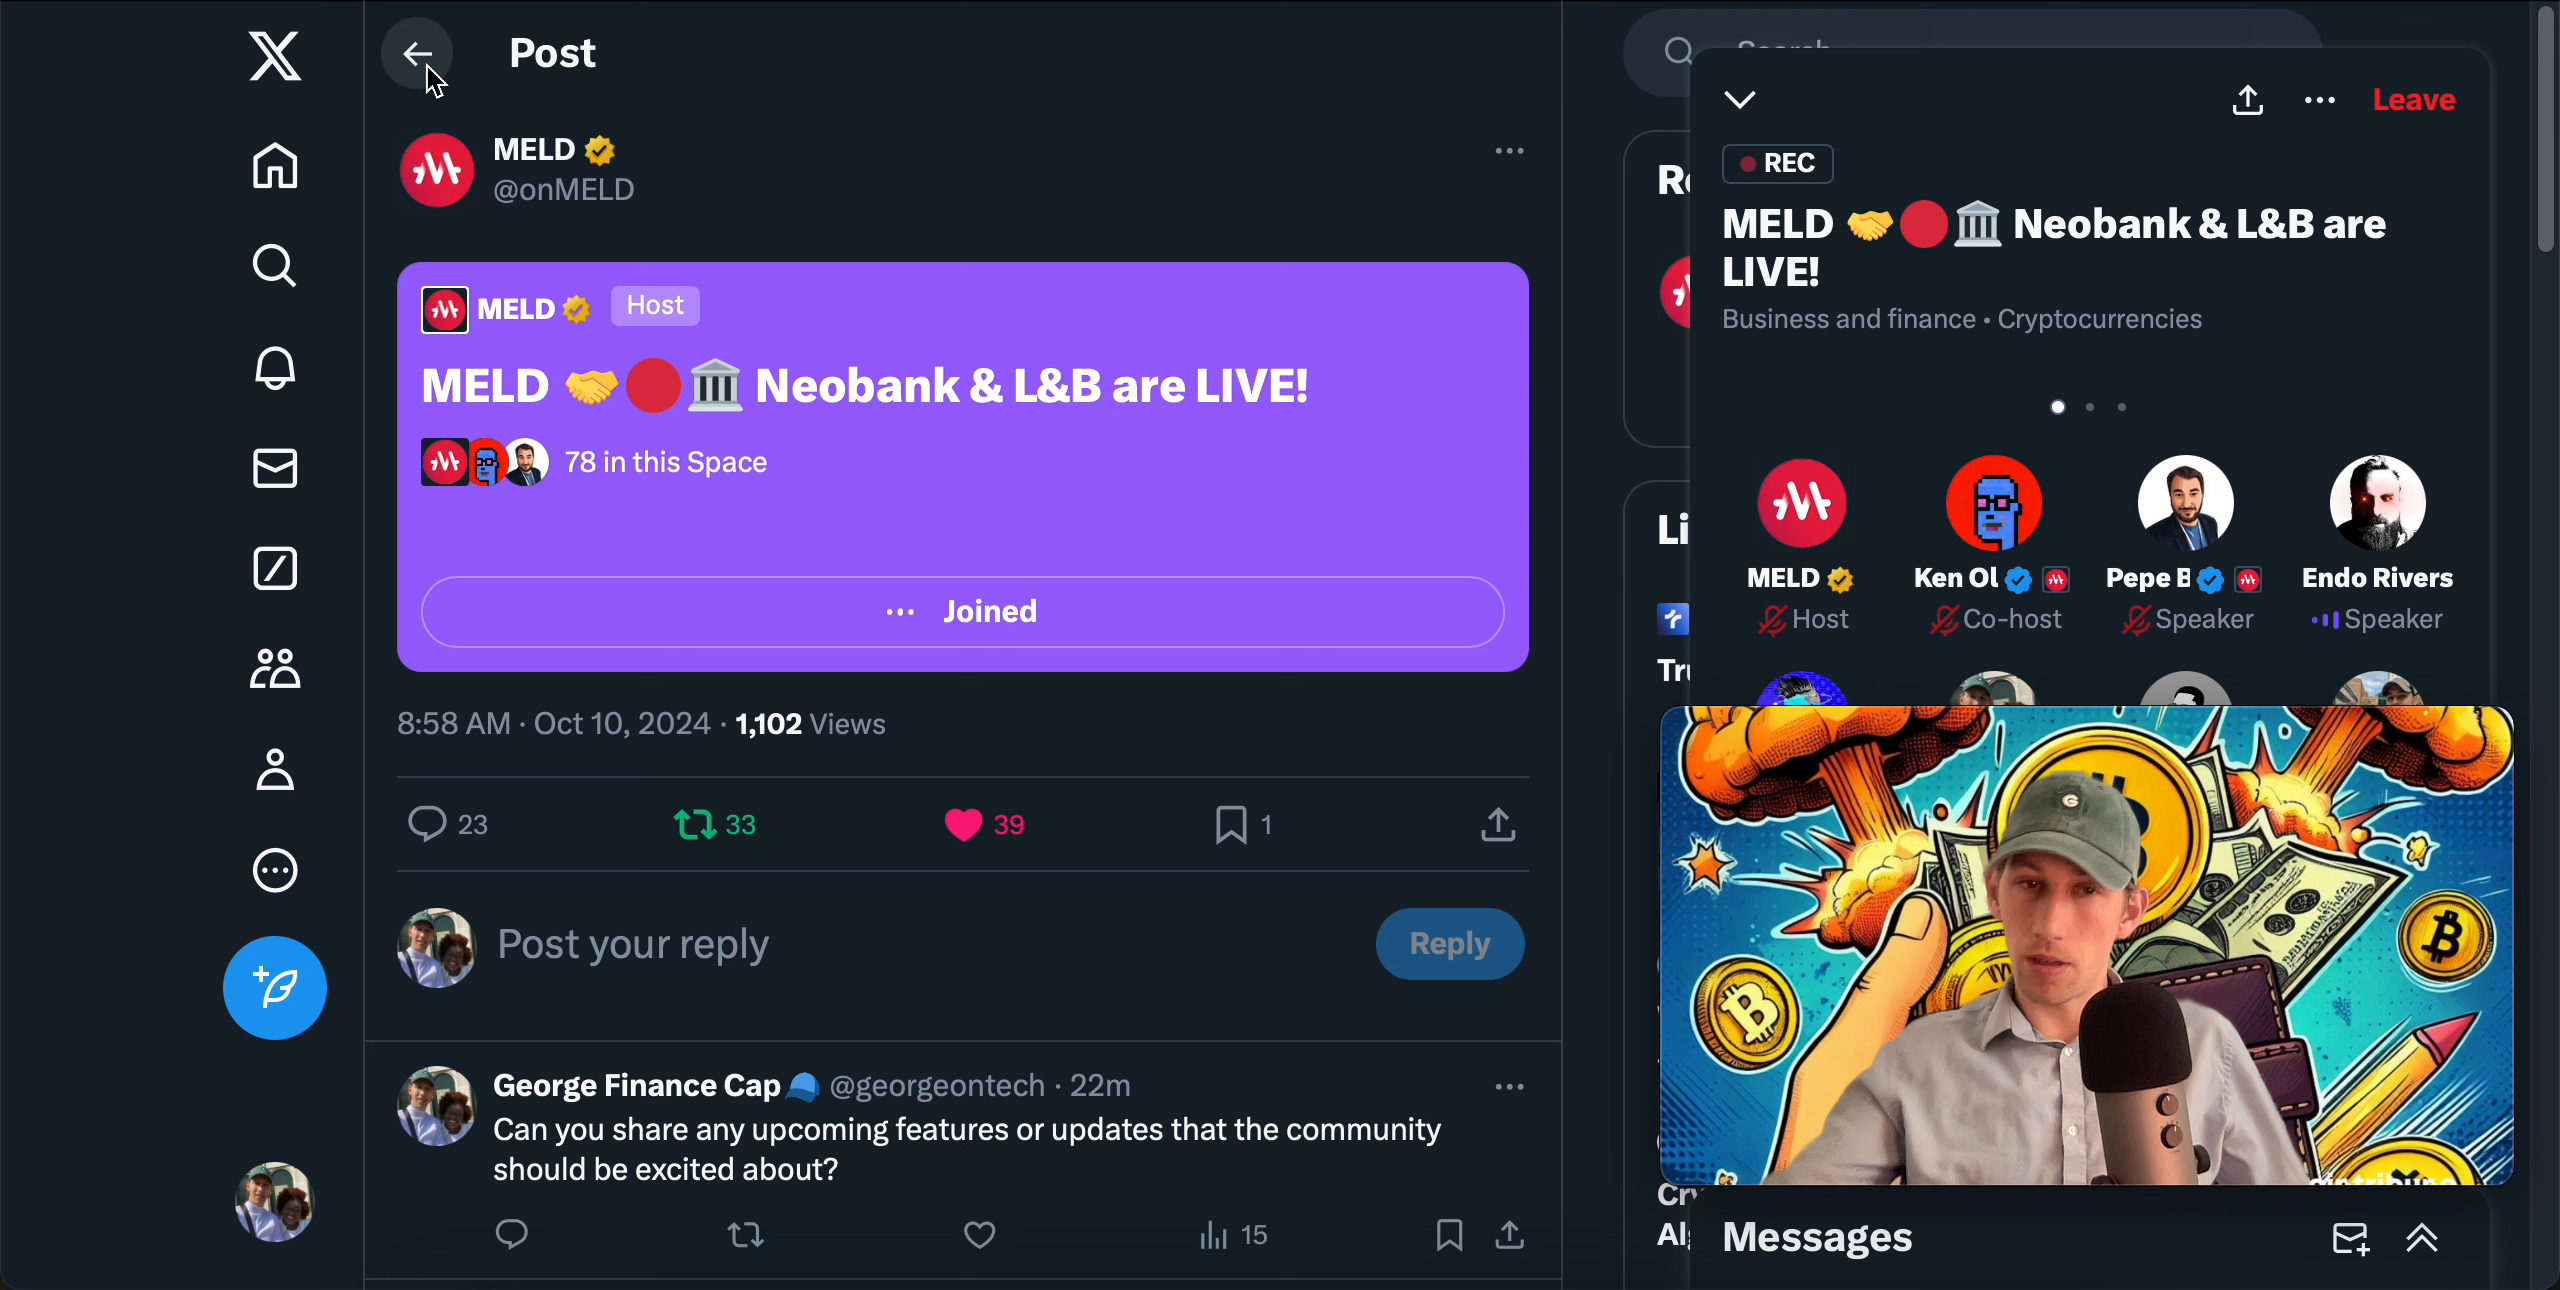 Post
MELD
@onMELD
MELD Host
MELD 🤝🔴🏛️ Neobank & L&B are LIVE!
78 in this Space
Joined
8:58 AM · Oct 10, 2024 · 1,102 Views
23 33 39 1
Post your reply
Reply
George Finance Cap🧢 @georgeontech · 22m
Can you share any upcoming features or updates that the community
should be excited about?
15
Leave
REC
MELD 🤝🔴🏛️ Neobank & L&B are
LIVE!
Business and finance • Cryptocurrencies
MELD Ken Ol Pepe B Endo Rivers
Host Co-host Speaker Speaker
Messages